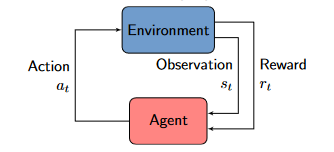 Environment
Action
a_t
Observation
s_t
Reward
r_t
Agent